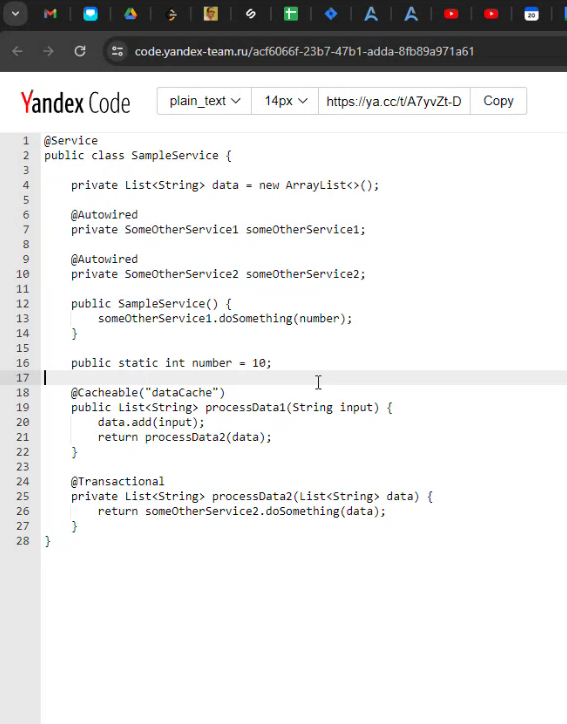 20
code.yandex-team.ru/acf6066f-23b7-47b1-adda-8fb89a971a61
Yandex Code
plain_text
14px
https://ya.cc/t/A7yvZt-D
Copy
1 @Service
2 public class SampleService {
3
4 private List<String> data = new ArrayList<>();
5
6 @Autowired
7 private SomeOtherService1 someOtherService1;
8
9 @Autowired
10 private SomeOtherService2 someOtherService2;
11
12 public SampleService() {
13 someOtherService1.doSomething(number);
14 }
15
16 public static int number = 10;
17
18 @Cacheable("dataCache")
19 public List<String> processData1(String input) {
20 data.add(input);
21 return processData2(data);
22 }
23
24 @Transactional
25 private List<String> processData2(List<String> data) {
26 return someOtherService2.doSomething(data);
27 }
28 }